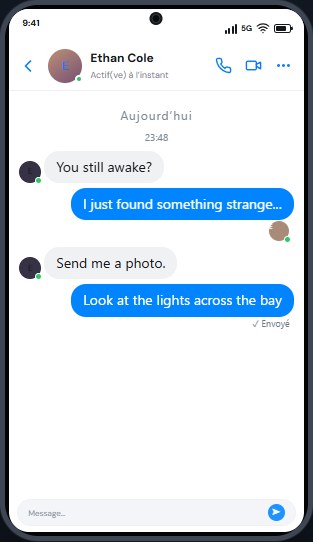 9:41
5G
E
Ethan Cole
Actif(ve) à l'instant
Aujourd'hui
23:48
You still awake?
I just found something strange...
Send me a photo.
Look at the lights across the bay
✓ Envoyé
Message...